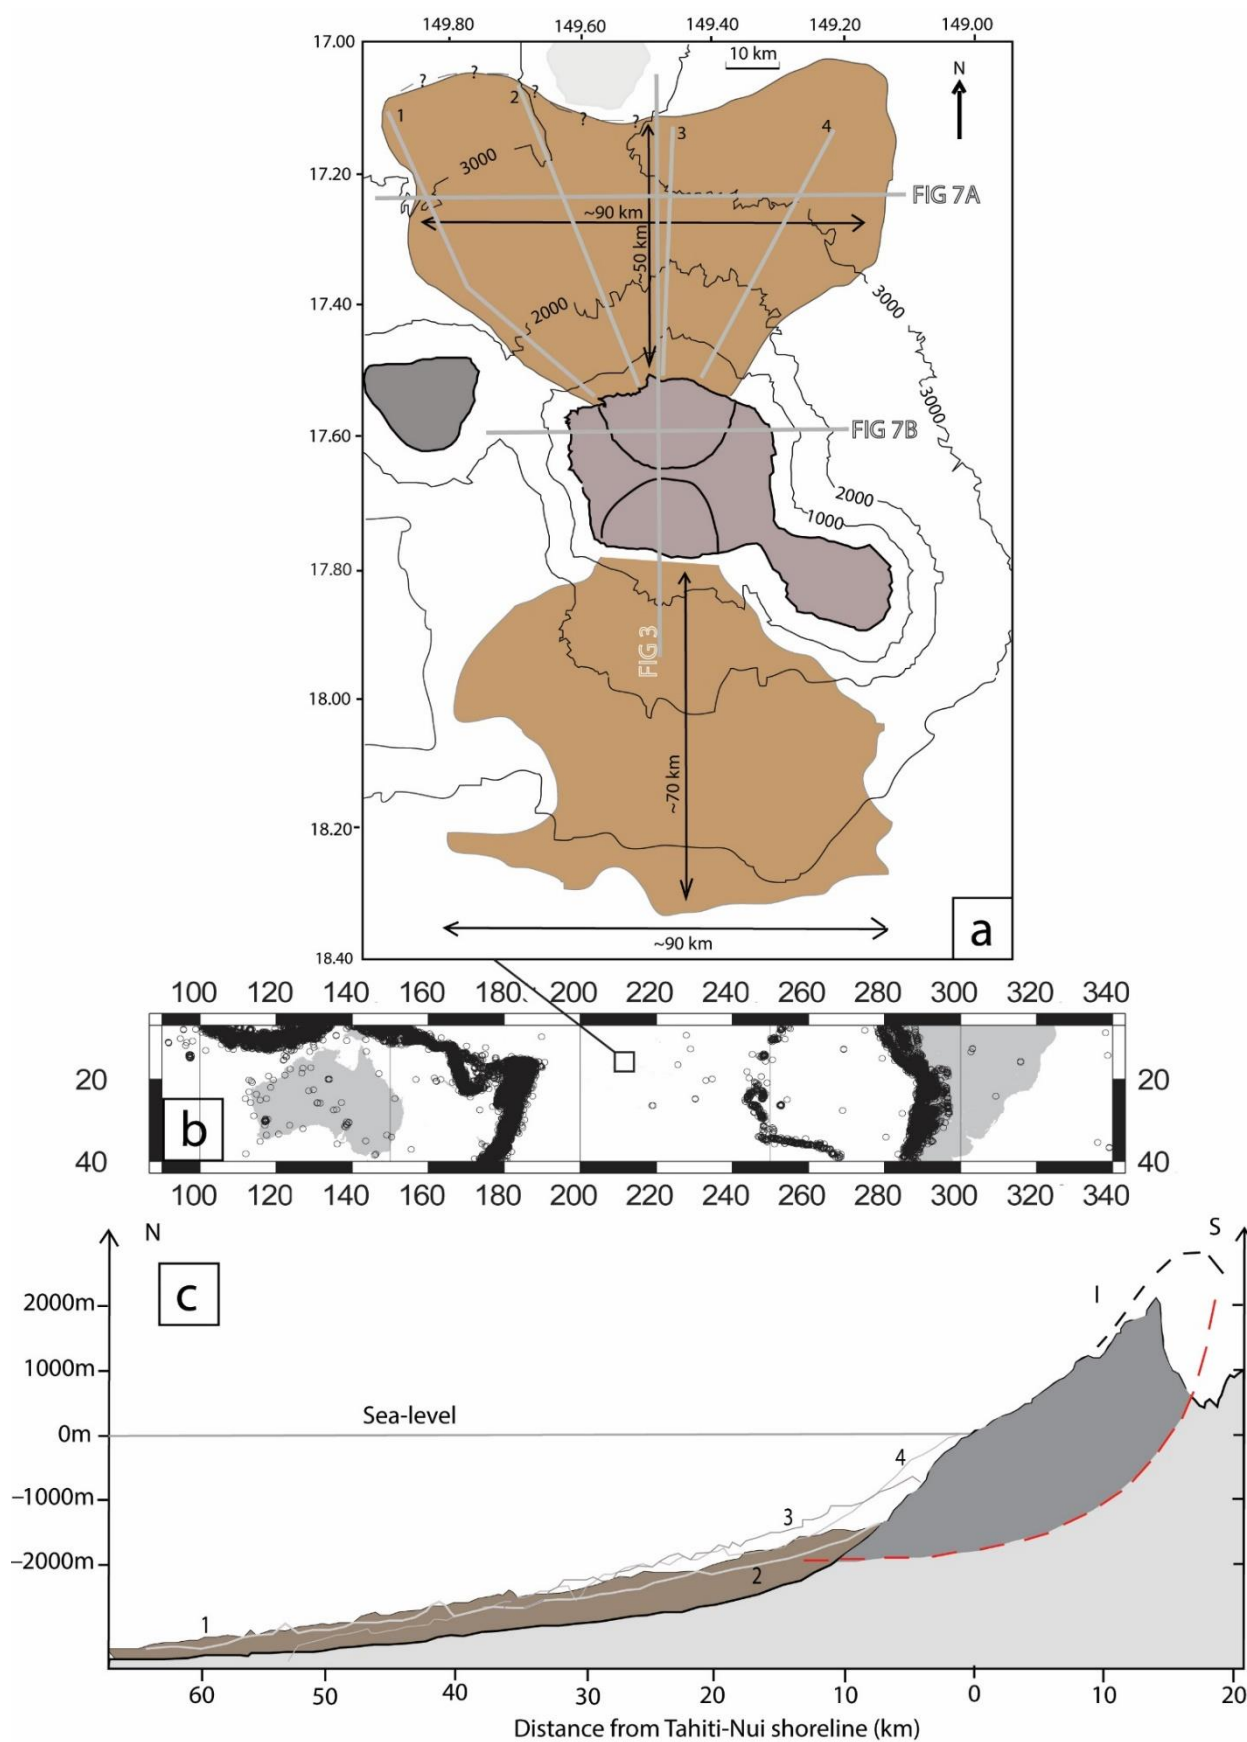 149.80 149.60 149.40 149.20 149.00
17.00
10 km
N
?
?
?
?
?
1
2
3
4
3000
17.20
FIG 7A
~90 km
~50 km
3000
2000
17.40
3000
17.60
FIG 7B
2000
1000
17.80
FIG 3
18.00
~70 km
18.20
~90 km
a
18.40
100 120 140 160 180 200 220 240 260 280 300 320 340
20 20
b
40 40
100 120 140 160 180 200 220 240 260 280 300 320 340
N S
c
I
2000m
1000m
Sea-level
0m
4
–1000m
3
–2000m
2
1
60 50 40 30 20 10 0 10 20
Distance from Tahiti-Nui shoreline (km)